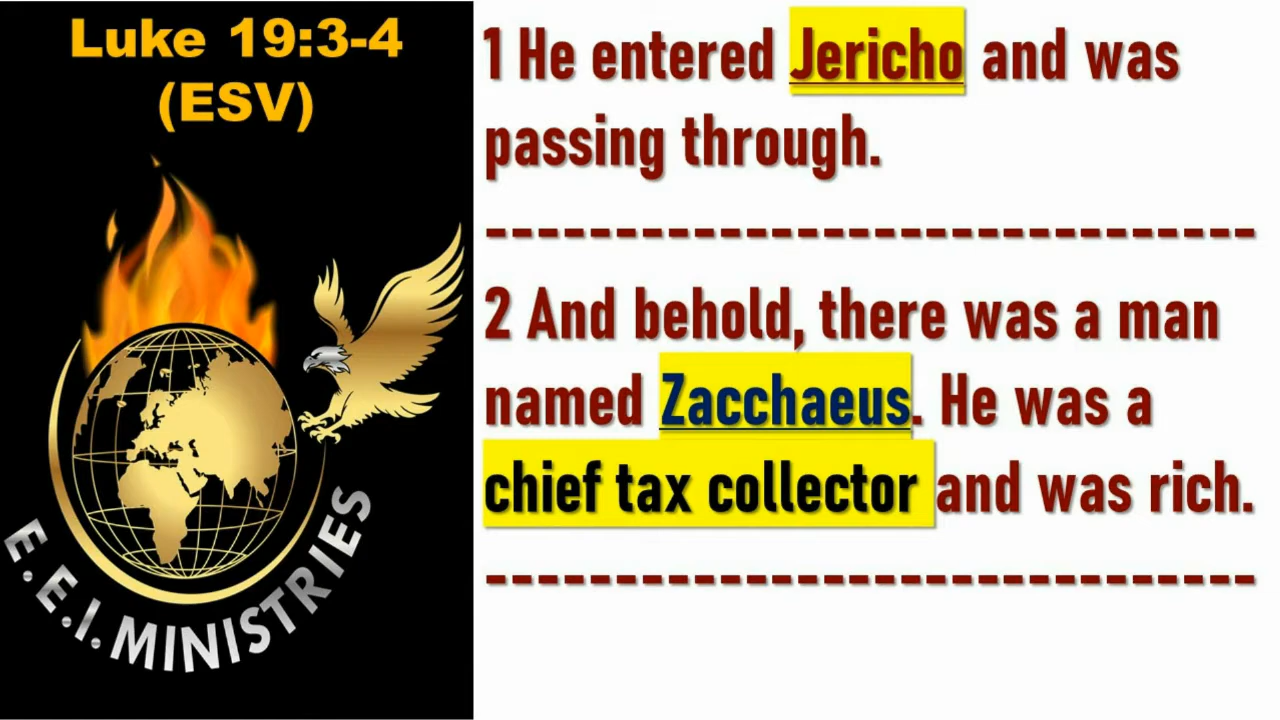 Luke 19:3-4
(ESV)
E.E.I. MINISTRIES
1 He entered Jericho and was
passing through.
--------------------------------
2 And behold, there was a man
named Zacchaeus. He was a
chief tax collector and was rich.
--------------------------------